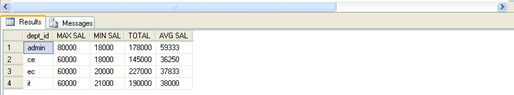 Results Messages
dept_id MAX SAL MIN SAL TOTAL AVG SAL
1 admin 80000 18000 178000 59333
2 ce 60000 18000 145000 36250
3 ec 60000 20000 227000 37833
4 it 60000 21000 190000 38000